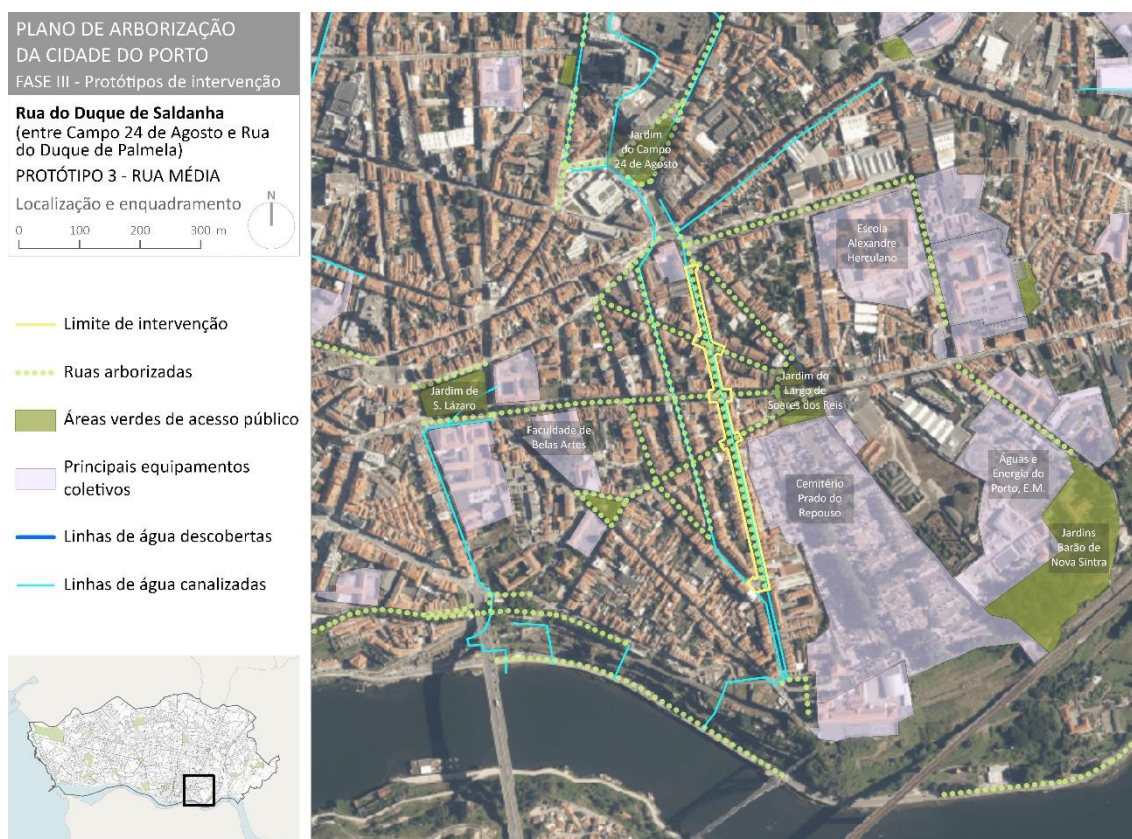 PLANO DE ARBORIZAÇÃO
DA CIDADE DO PORTO
FASE III - Protótipos de intervenção
Rua do Duque de Saldanha
(entre Campo 24 de Agosto e Rua
do Duque de Palmela)
PROTÓTIPO 3 - RUA MÉDIA
Localização e enquadramento
N
0 100 200 300 m
Limite de intervenção
Ruas arborizadas
Áreas verdes de acesso público
Principais equipamentos
coletivos
Linhas de água descobertas
Linhas de água canalizadas
Jardim
do Campo
24 de Agosto
Escola
Alexandre
Herculano
Jardim de
S. Lázaro
Jardim do
Largo de
Soares dos Reis
Faculdade de
Belas Artes
Águas e
Energia do
Porto, E.M.
Cemitério
Prado do
Repouso
Jardins
Barão de
Nova Sintra